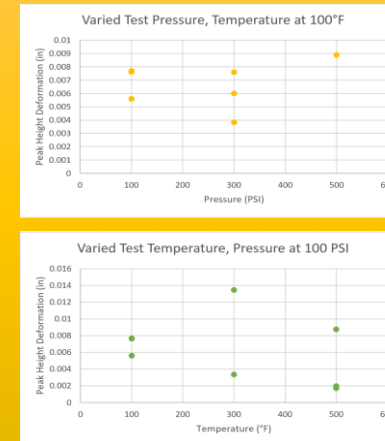 Varied Test Pressure, Temperature at 100°F
Peak Height Deformation (in)
0.01
0.009
0.008
0.007
0.006
0.005
0.004
0.003
0.002
0.001
0
0 100 200 300 400 500
Pressure (PSI)
Varied Test Temperature, Pressure at 100 PSI
Peak Height Deformation (in)
0.016
0.014
0.012
0.01
0.008
0.006
0.004
0.002
0
0 100 200 300 400 500
Temperature (°F)